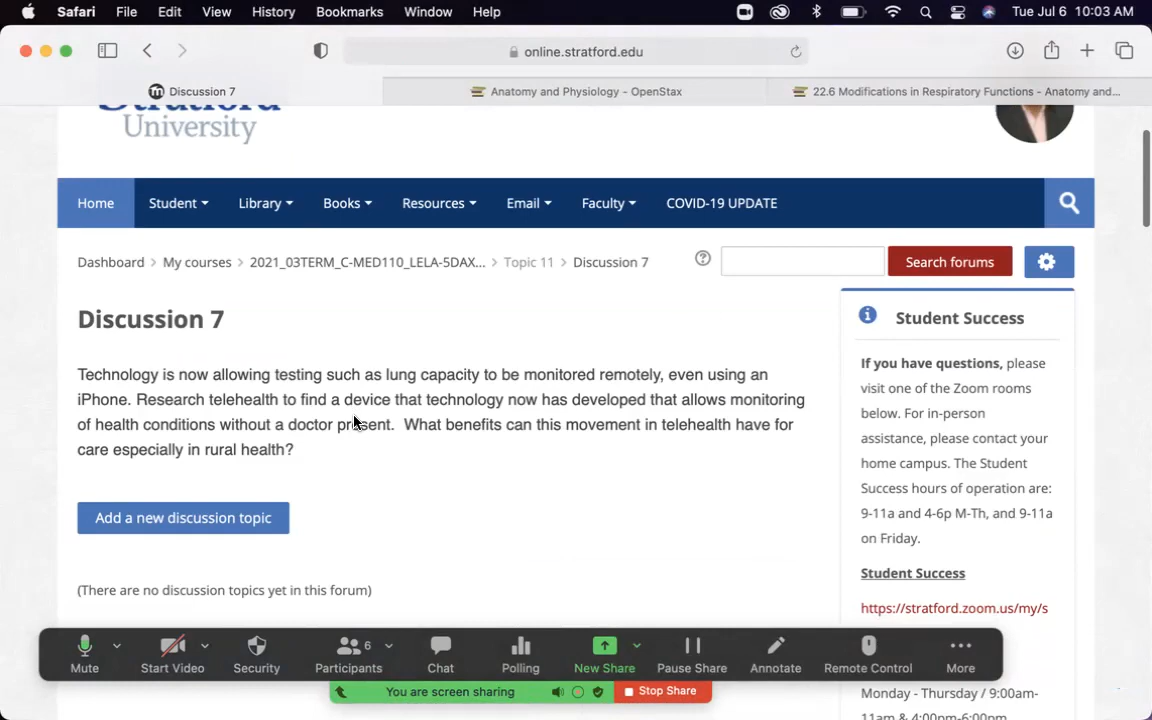 Safari File Edit View History Bookmarks Window Help Tue Jul 6 10:03 AM
online.stratford.edu
Discussion 7 Anatomy and Physiology - OpenStax 22.6 Modifications in Respiratory Functions - Anatomy and...
Stratford
University
Home Student Library Books Resources Email Faculty COVID-19 UPDATE
Dashboard My courses 2021_03TERM_C-MED110_LELA-5DAX... Topic 11 Discussion 7 Search forums
Discussion 7
Technology is now allowing testing such as lung capacity to be monitored remotely, even using an
iPhone. Research telehealth to find a device that technology now has developed that allows monitoring
of health conditions without a doctor present. What benefits can this movement in telehealth have for
care especially in rural health?
Add a new discussion topic
(There are no discussion topics yet in this forum)
Student Success
If you have questions, please
visit one of the Zoom rooms
below. For in-person
assistance, please contact your
home campus. The Student
Success hours of operation are:
9-11a and 4-6p M-Th, and 9-11a
on Friday.
Student Success
https://stratford.zoom.us/my/s
Monday - Thursday / 9:00am-
11am & 4:00pm-6:00pm
Mute Start Video Security 6 Participants Chat Polling New Share Pause Share Annotate Remote Control More
You are screen sharing Stop Share